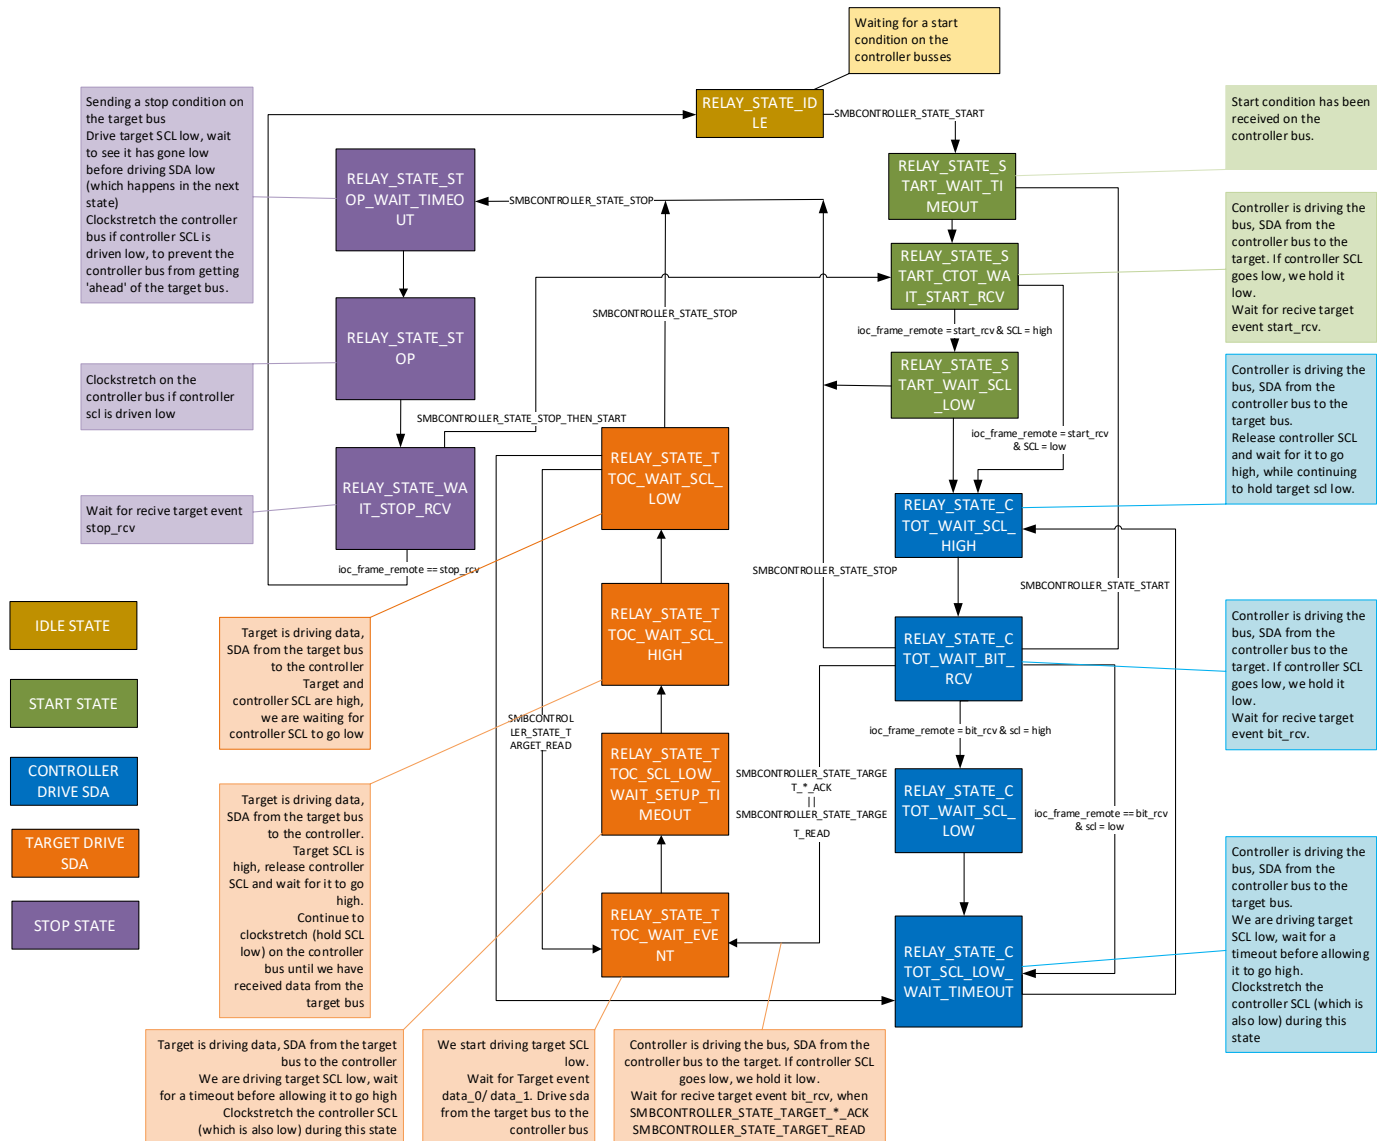 Waiting for a start
condition on the
controller busses
Sending a stop condition on
the target bus
Drive target SCL low, wait
to see it has gone low
before driving SDA low
(which happens in the next
state)
Clockstretch the controller
bus if controller SCL is
driven low, to prevent the
controller bus from getting
'ahead' of the target bus.
RELAY_STATE_ID
LE
SMBCONTROLLER_STATE_START
Start condition has been
received on the
controller bus.
RELAY_STATE_ST
OP_WAIT_TIMEO
UT
SMBCONTROLLER_STATE_STOP
RELAY_STATE_S
TART_WAIT_TI
MEOUT
Controller is driving the
bus, SDA from the
controller bus to the
target. If controller SCL
goes low, we hold it
low.
Wait for recive target
event start_rcv.
RELAY_STATE_S
TART_CTOT_WA
IT_START_RCV
RELAY_STATE_ST
OP
SMBCONTROLLER_STATE_STOP
ioc_frame_remote = start_rcv & SCL = high
Clockstretch on the
controller bus if controller
scl is driven low
RELAY_STATE_S
TART_WAIT_SCL
_LOW
Controller is driving the
bus, SDA from the
controller bus to the
target bus.
Release controller SCL
and wait for it to go
high, while continuing
to hold target scl low.
SMBCONTROLLER_STATE_STOP_THEN_START
ioc_frame_remote = start_rcv
& SCL = low
RELAY_STATE_WA
IT_STOP_RCV
Wait for recive target event
stop_rcv
RELAY_STATE_T
TOC_WAIT_SCL_
LOW
RELAY_STATE_C
TOT_WAIT_SCL_
HIGH
ioc_frame_remote == stop_rcv
SMBCONTROLLER_STATE_STOP
SMBCONTROLLER_STATE_START
IDLE STATE
Target is driving data,
SDA from the target bus
to the controller
Target and
controller SCL are high,
we are waiting for
controller SCL to go low
RELAY_STATE_T
TOC_WAIT_SCL_
HIGH
RELAY_STATE_C
TOT_WAIT_BIT_
RCV
Controller is driving the
bus, SDA from the
controller bus to the
target. If controller SCL
goes low, we hold it
low.
Wait for recive target
event bit_rcv.
START STATE
SMBCONTROL
LER_STATE_T
ARGET_READ
ioc_frame_remote = bit_rcv & scl = high
CONTROLLER
DRIVE SDA
RELAY_STATE_T
TOC_SCL_LOW_
WAIT_SETUP_TI
MEOUT
SMBCONTROLLER_STATE_TARGE
T_*_ACK
||
SMBCONTROLLER_STATE_TARGE
T_READ
RELAY_STATE_C
TOT_WAIT_SCL_
LOW
ioc_frame_remote == bit_rcv
& scl = low
Target is driving data,
SDA from the target bus
to the controller.
Target SCL is
high, release controller
SCL and wait for it to go
high.
Continue to
clockstretch (hold SCL
low) on the controller
bus until we have
received data from the
target bus
TARGET DRIVE
SDA
Controller is driving the
bus, SDA from the
controller bus to the
target bus.
We are driving target
SCL low, wait for a
timeout before allowing
it to go high.
Clockstretch the
controller SCL (which is
also low) during this
state
STOP STATE
RELAY_STATE_T
TOC_WAIT_EVE
NT
RELAY_STATE_C
TOT_SCL_LOW_
WAIT_TIMEOUT
Target is driving data, SDA from the target
bus to the controller
We are driving target SCL low, wait
for a timeout before allowing it to go high
Clockstretch the controller SCL
(which is also low) during this state
We start driving target SCL
low.
Wait for Target event
data_0/ data_1. Drive sda
from the target bus to the
controller bus
Controller is driving the bus, SDA from the
controller bus to the target. If controller SCL
goes low, we hold it low.
Wait for recive target event bit_rcv, when
SMBCONTROLLER_STATE_TARGET_*_ACK
SMBCONTROLLER_STATE_TARGET_READ